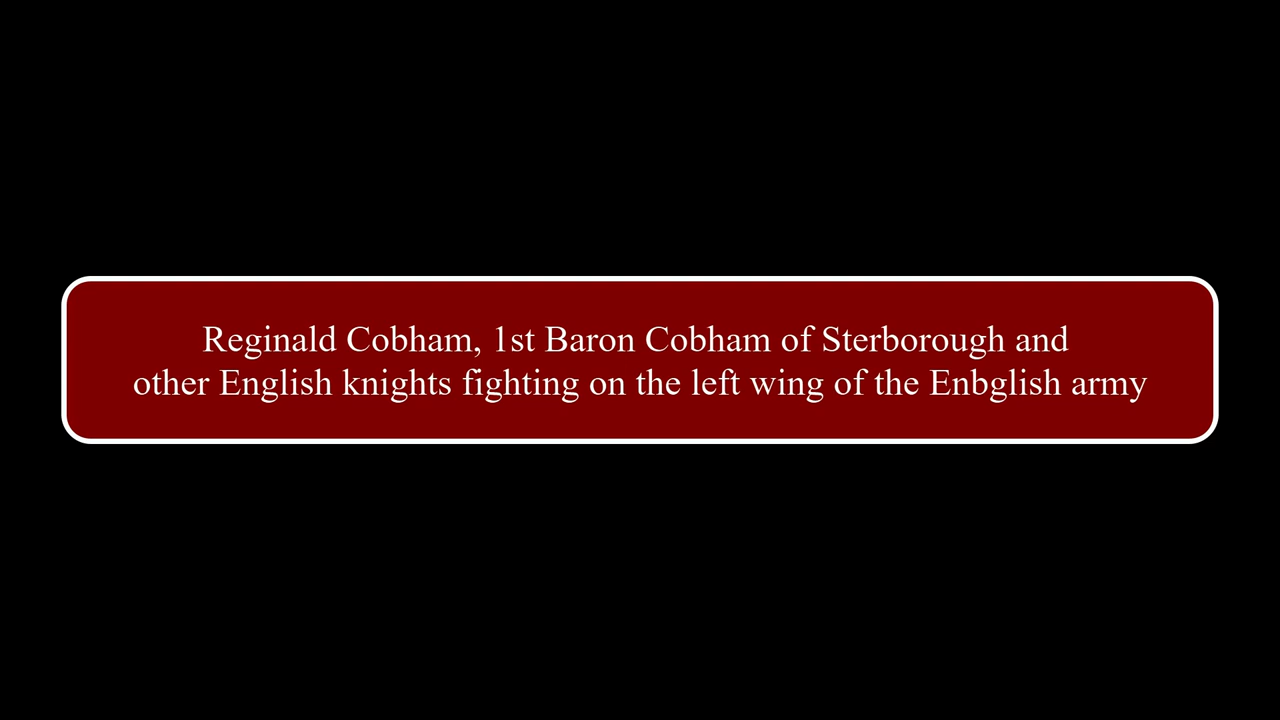 Reginald Cobham, 1st Baron Cobham of Sterborough and
other English knights fighting on the left wing of the Enbglish army